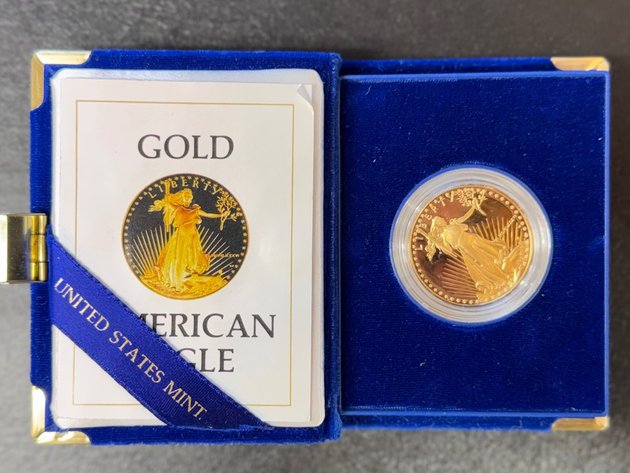 GOLD
LIBERTY
MERICAN
GLE
UNITED STATES MINT
LIBERTY